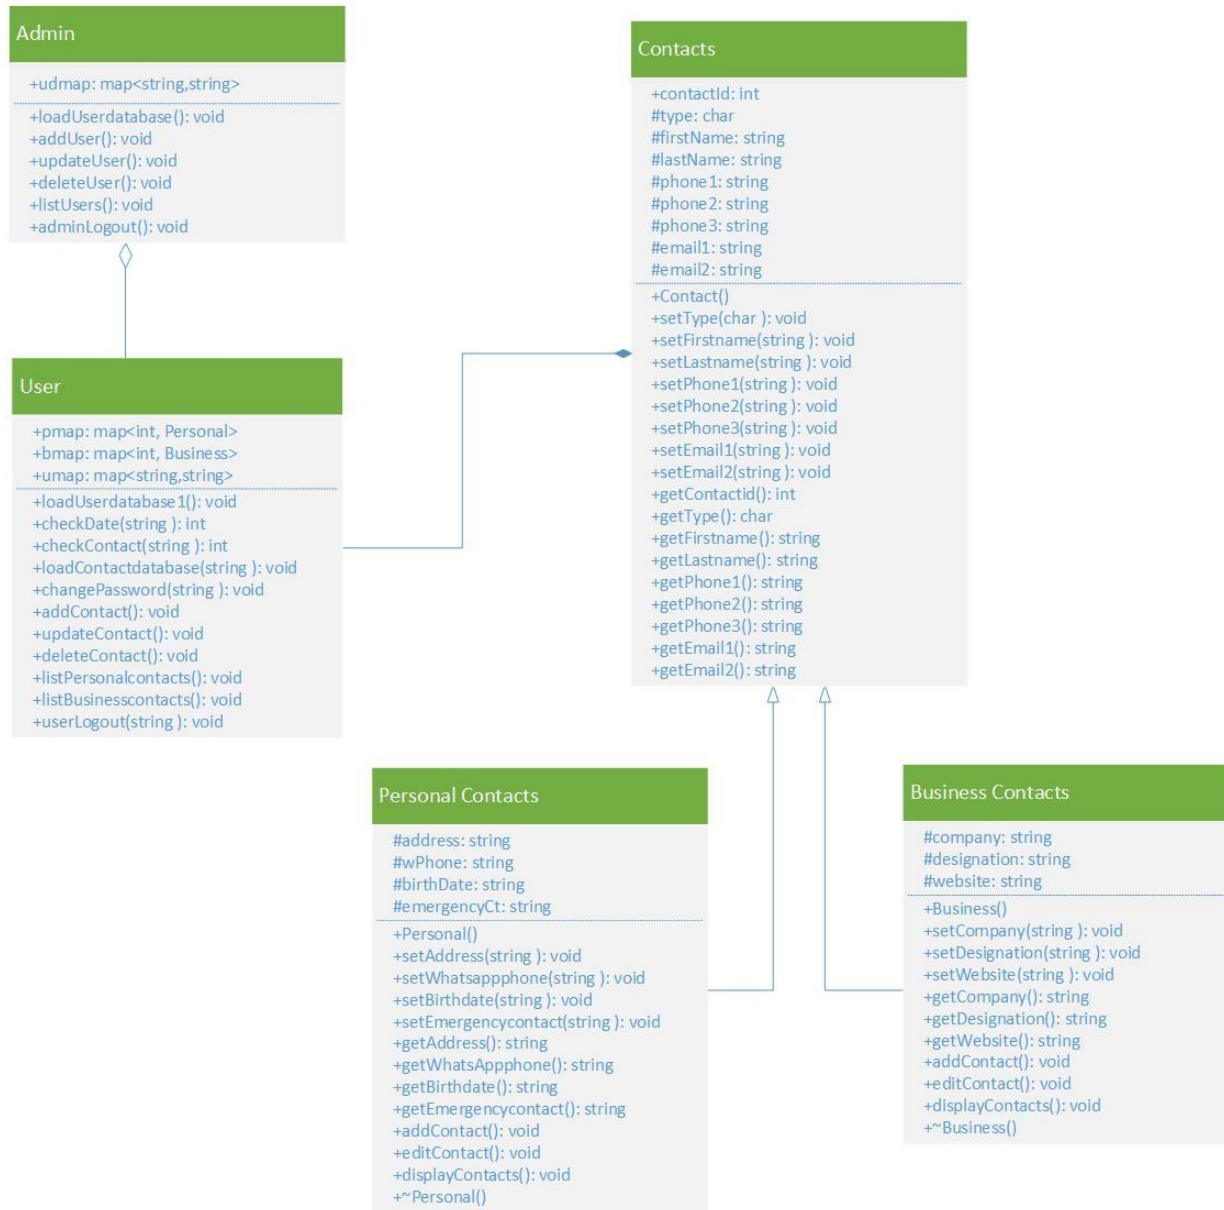 Admin
+udmap: map<string,string>
+loadUserdatabase(): void
+addUser(): void
+updateUser(): void
+deleteUser(): void
+listUsers(): void
+adminLogout(): void
Contacts
+contactId: int
#type: char
#firstName: string
#lastName: string
#phone1: string
#phone2: string
#phone3: string
#email1: string
#email2: string
+Contact()
+setType(char ): void
+setFirstname(string ): void
+setLastname(string ): void
+setPhone1(string ): void
+setPhone2(string ): void
+setPhone3(string ): void
+setEmail1(string ): void
+setEmail2(string ): void
+getContactid(): int
+getType(): char
+getFirstname(): string
+getLastname(): string
+getPhone1(): string
+getPhone2(): string
+getPhone3(): string
+getEmail1(): string
+getEmail2(): string
User
+pmap: map<int, Personal>
+bmap: map<int, Business>
+umap: map<string,string>
+loadUserdatabase1(): void
+checkDate(string ): int
+checkContact(string ): int
+loadContactdatabase(string ): void
+changePassword(string ): void
+addContact(): void
+updateContact(): void
+deleteContact(): void
+listPersonalcontacts(): void
+listBusinesscontacts(): void
+userLogout(string ): void
Personal Contacts
#address: string
#wPhone: string
#birthDate: string
#emergencyCt: string
+Personal()
+setAddress(string ): void
+setWhatsappphone(string ): void
+setBirthdate(string ): void
+setEmergencycontact(string ): void
+getAddress(): string
+getWhatsAppphone(): string
+getBirthdate(): string
+getEmergencycontact(): string
+addContact(): void
+editContact(): void
+displayContacts(): void
+~Personal()
Business Contacts
#company: string
#designation: string
#website: string
+Business()
+setCompany(string ): void
+setDesignation(string ): void
+setWebsite(string ): void
+getCompany(): string
+getDesignation(): string
+getWebsite(): string
+addContact(): void
+editContact(): void
+displayContacts(): void
+~Business()